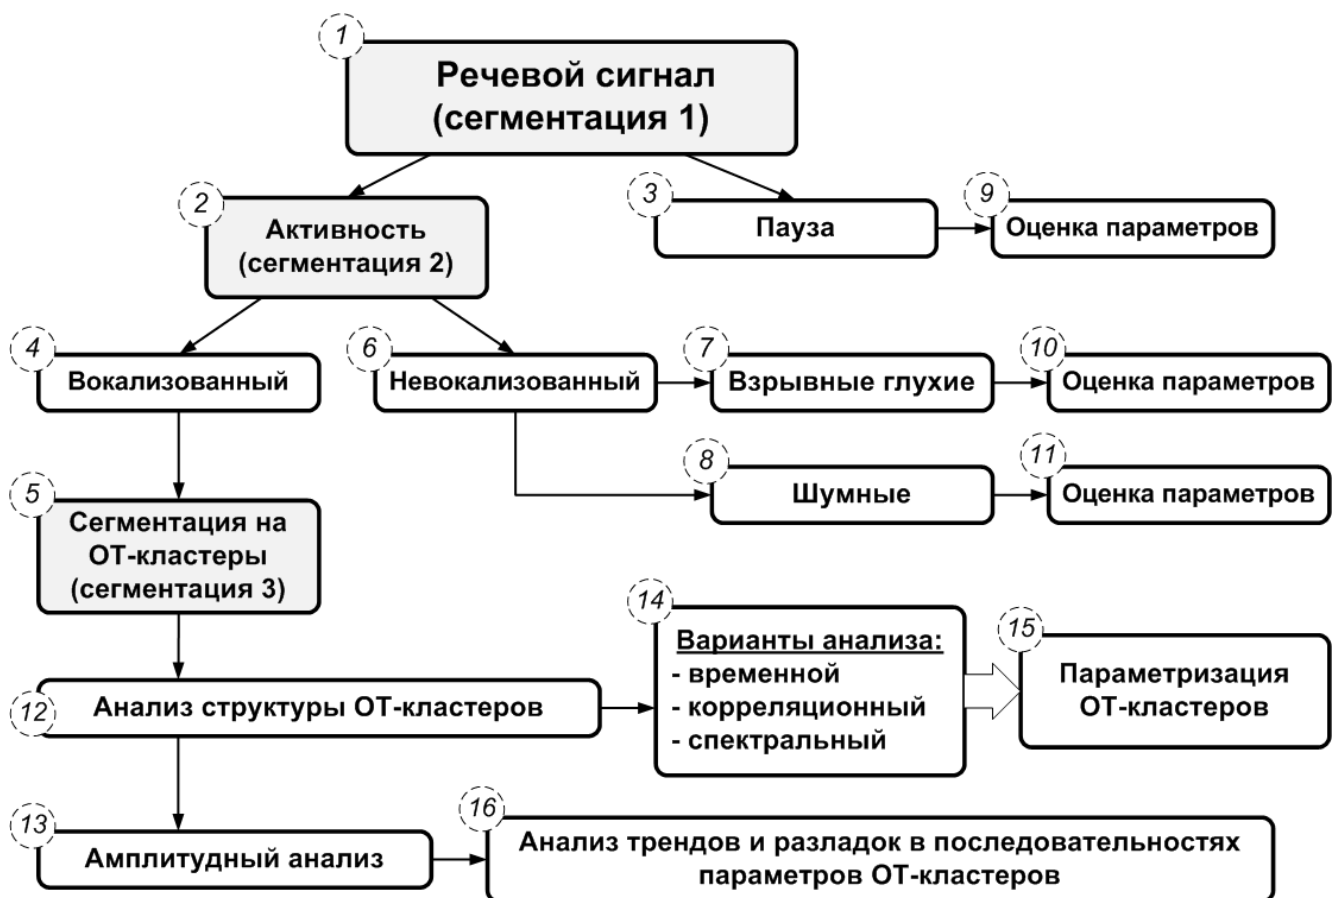 1
Речевой сигнал
(сегментация 1)
2
Активность
(сегментация 2)
3
Пауза
9
Оценка параметров
4
Вокализованный
6
Невокализованный
7
Взрывные глухие
10
Оценка параметров
8
Шумные
11
Оценка параметров
5
Сегментация на
ОТ-кластеры
(сегментация 3)
12
Анализ структуры ОТ-кластеров
14
Варианты анализа:
- временной
- корреляционный
- спектральный
15
Параметризация
ОТ-кластеров
13
Амплитудный анализ
16
Анализ трендов и разладок в последовательностях
параметров ОТ-кластеров